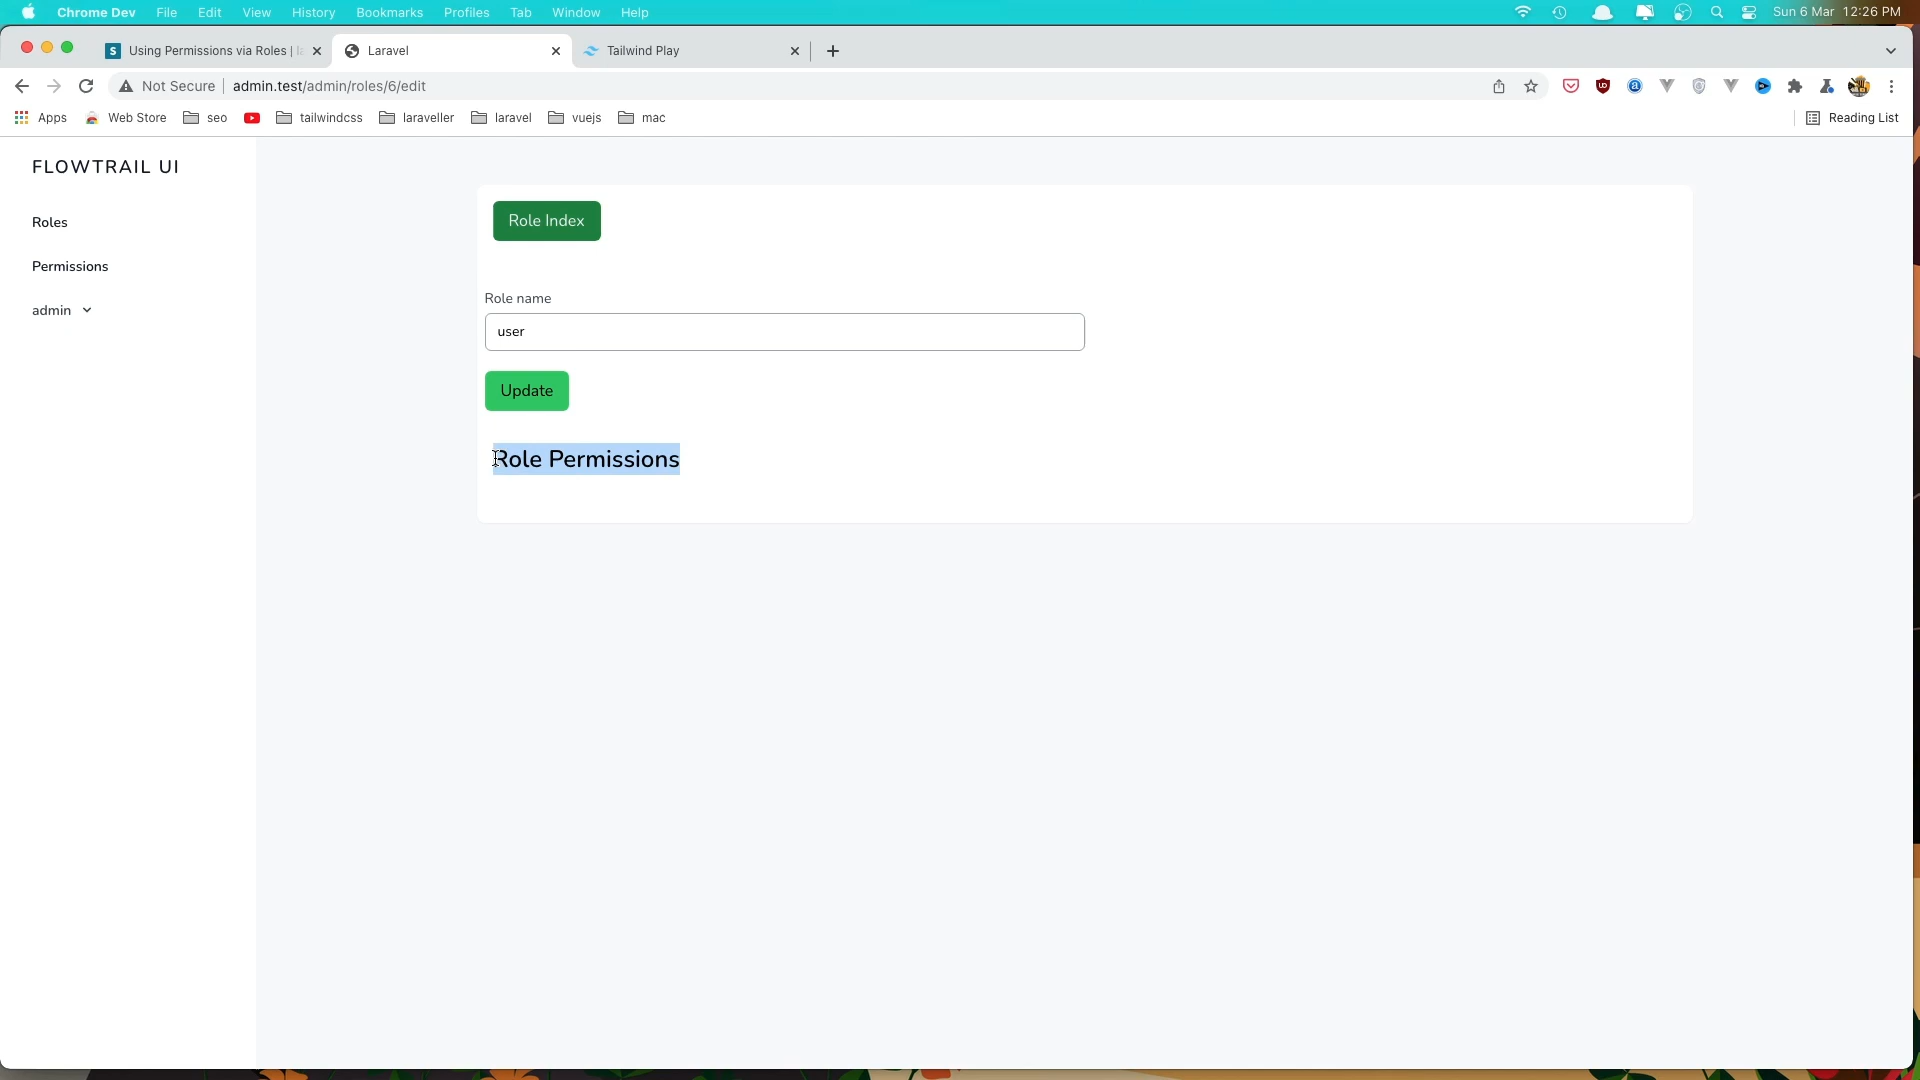 Chrome Dev File Edit View History Bookmarks Profiles Tab Window Help Sun 6 Mar 12:26 PM
Using Permissions via Roles | Laravel Tailwind Play
Not Secure admin.test/admin/roles/6/edit
Apps Web Store seo tailwindcss laraveller laravel vuejs mac Reading List
FLOWTRAIL UI
Roles
Permissions
admin
Role Index
Role name
user
Update
Role Permissions